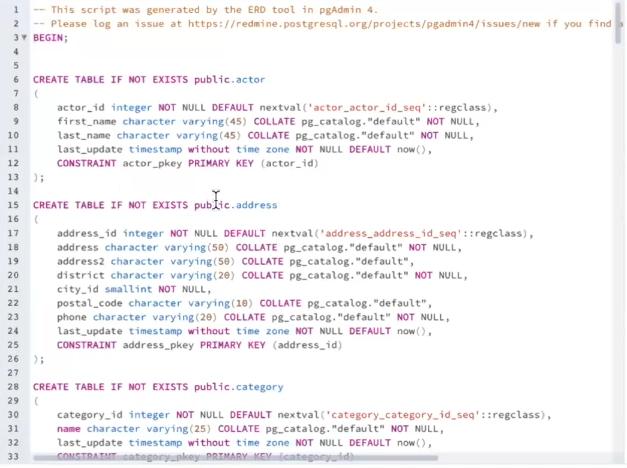 1 -- This script was generated by the ERD tool in pgAdmin 4.
2 -- Please log an issue at https://redmine.postgresql.org/projects/pgadmin4/issues/new if you find a
3 BEGIN;
4
5
6 CREATE TABLE IF NOT EXISTS public.actor
7 (
8 actor_id integer NOT NULL DEFAULT nextval('actor_actor_id_seq'::regclass),
9 first_name character varying(45) COLLATE pg_catalog."default" NOT NULL,
10 last_name character varying(45) COLLATE pg_catalog."default" NOT NULL,
11 last_update timestamp without time zone NOT NULL DEFAULT now(),
12 CONSTRAINT actor_pkey PRIMARY KEY (actor_id)
13 );
14
15 CREATE TABLE IF NOT EXISTS public.address
16 (
17 address_id integer NOT NULL DEFAULT nextval('address_address_id_seq'::regclass),
18 address character varying(50) COLLATE pg_catalog."default" NOT NULL,
19 address2 character varying(50) COLLATE pg_catalog."default",
20 district character varying(20) COLLATE pg_catalog."default" NOT NULL,
21 city_id smallint NOT NULL,
22 postal_code character varying(10) COLLATE pg_catalog."default",
23 phone character varying(20) COLLATE pg_catalog."default" NOT NULL,
24 last_update timestamp without time zone NOT NULL DEFAULT now(),
25 CONSTRAINT address_pkey PRIMARY KEY (address_id)
26 );
27
28 CREATE TABLE IF NOT EXISTS public.category
29 (
30 category_id integer NOT NULL DEFAULT nextval('category_category_id_seq'::regclass),
31 name character varying(25) COLLATE pg_catalog."default" NOT NULL,
32 last_update timestamp without time zone NOT NULL DEFAULT now(),
33 CONSTRAINT category_pkey PRIMARY KEY (category_id)